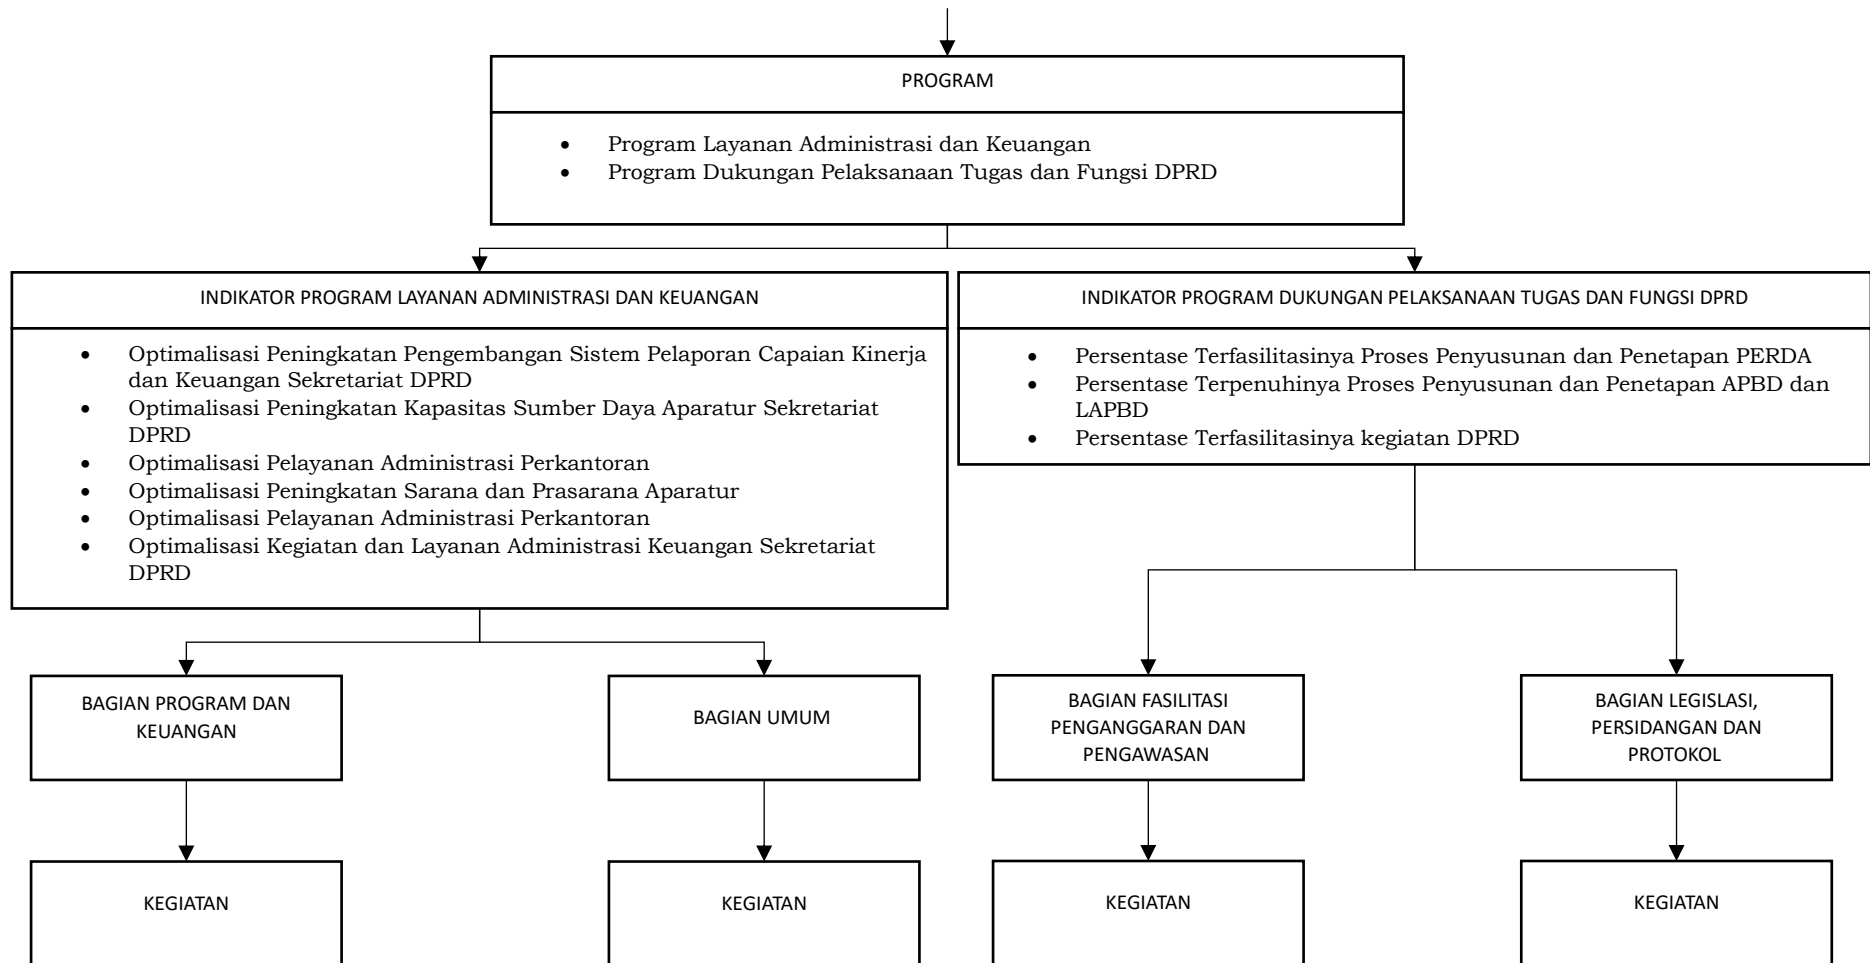 PROGRAM
• Program Layanan Administrasi dan Keuangan
• Program Dukungan Pelaksanaan Tugas dan Fungsi DPRD
INDIKATOR PROGRAM LAYANAN ADMINISTRASI DAN KEUANGAN
• Optimalisasi Peningkatan Pengembangan Sistem Pelaporan Capaian Kinerja
dan Keuangan Sekretariat DPRD
• Optimalisasi Peningkatan Kapasitas Sumber Daya Aparatur Sekretariat
DPRD
• Optimalisasi Pelayanan Administrasi Perkantoran
• Optimalisasi Peningkatan Sarana dan Prasarana Aparatur
• Optimalisasi Pelayanan Administrasi Perkantoran
• Optimalisasi Kegiatan dan Layanan Administrasi Keuangan Sekretariat
DPRD
INDIKATOR PROGRAM DUKUNGAN PELAKSANAAN TUGAS DAN FUNGSI DPRD
• Persentase Terfasilitasinya Proses Penyusunan dan Penetapan PERDA
• Persentase Terpenuhinya Proses Penyusunan dan Penetapan APBD dan
LAPBD
• Persentase Terfasilitasinya kegiatan DPRD
BAGIAN PROGRAM DAN
KEUANGAN
BAGIAN UMUM
BAGIAN FASILITASI
PENGANGGARAN DAN
PENGAWASAN
BAGIAN LEGISLASI,
PERSIDANGAN DAN
PROTOKOL
KEGIATAN
KEGIATAN
KEGIATAN
KEGIATAN